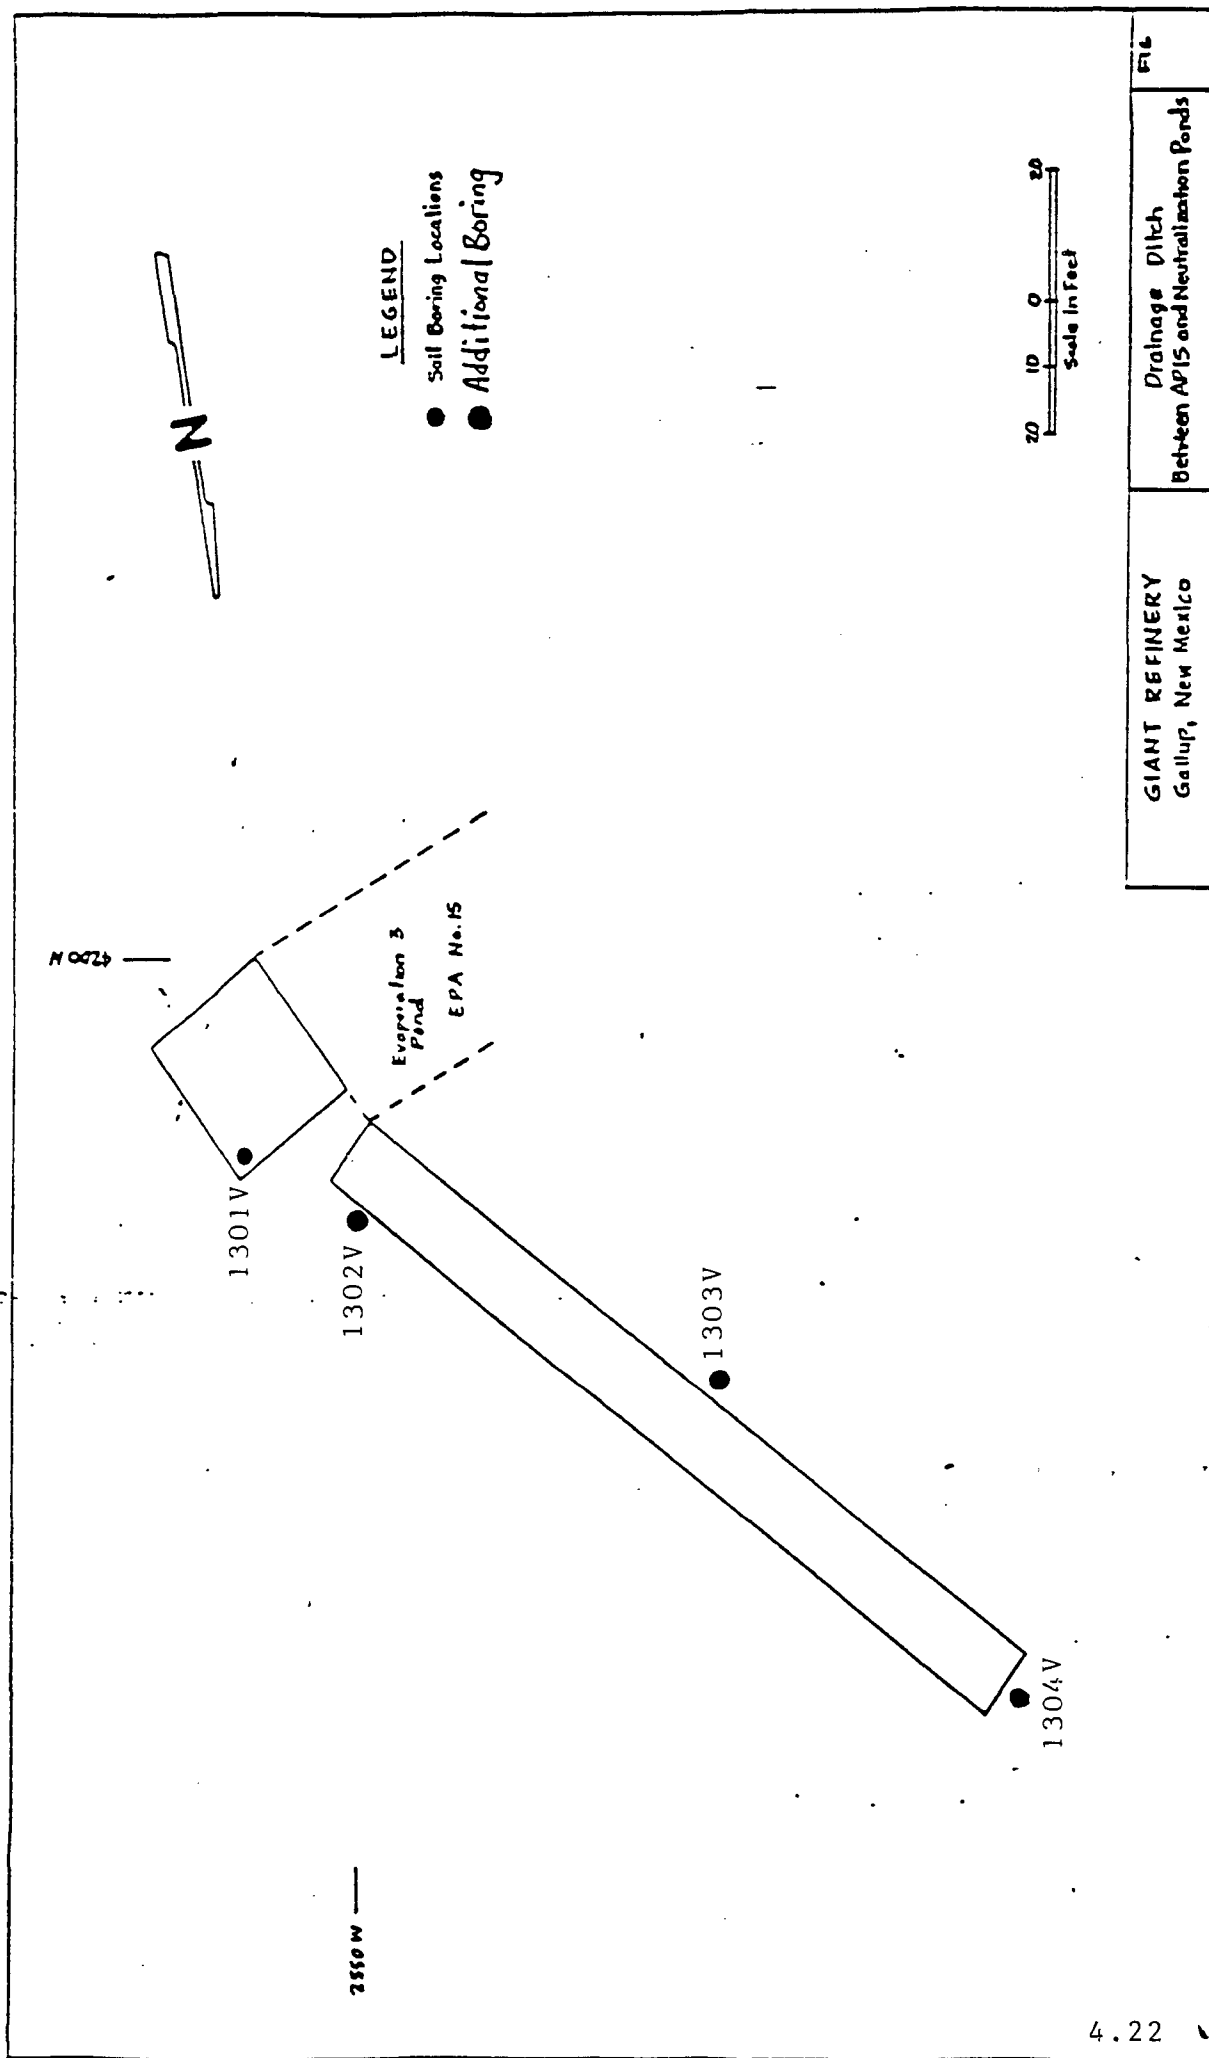 N
LEGEND
Soil Boring Locations
Additional Boring
4200 N
Evaporation 3
Pond
EPA No. 15
1301V
1302V
1303V
1304V
2550 W
20 10 0 20
Scale In Feet
GIANT REFINERY
Gallup, New Mexico
Drainage Ditch
Between APIS and Neutralization Ponds
4.22